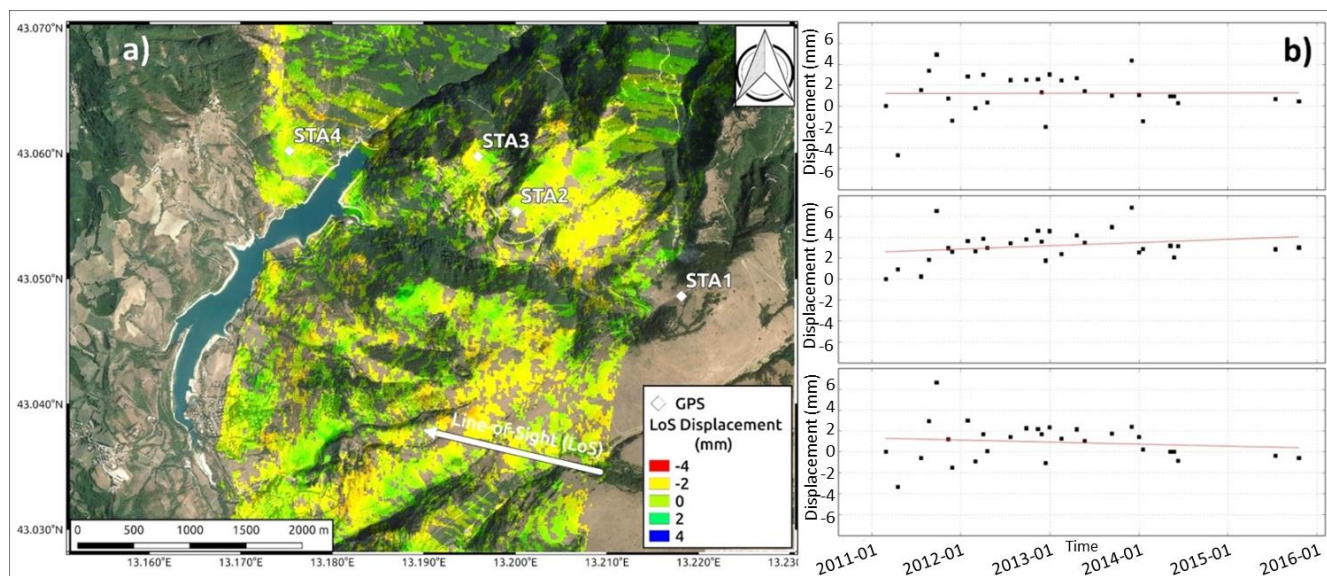 a)
43.070°N
43.060°N
43.050°N
43.040°N
43.030°N
STA4
STA3
STA2
STA1
Line-of-Sight (LoS)
GPS
LoS Displacement
(mm)
-4
-2
0
2
4
0 500 1000 1500 2000 m
13.160°E 13.170°E 13.180°E 13.190°E 13.200°E 13.210°E 13.220°E 13.23
b)
Displacement (mm)
6
4
2
0
-2
-4
-6
Displacement (mm)
6
4
2
0
-2
-4
-6
Displacement (mm)
6
4
2
0
-2
-4
-6
2011-01 2012-01 2013-01 2014-01 2015-01 2016-01
Time